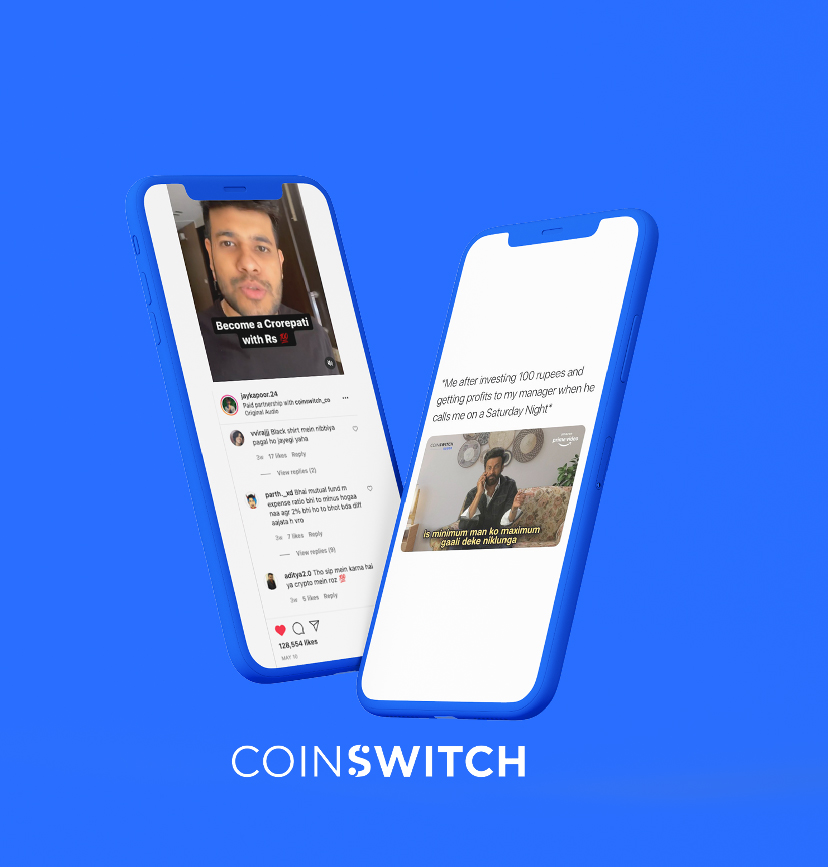 Become a Crorepati
with Rs 💯
jaykapoor.24
Paid partnership with coinswitch_co
Original Audio
vvirajjj Black shirt mein nibbiya
pagal ho jayegi yaha
3w 17 likes Reply
View replies (2)
parth._.xd Bhai mutual fund m
expense ratio bhi to minus hogaa
naa agr 2% bhi ho to bhot bda diff
aajata h vro
3w 7 likes Reply
View replies (9)
aditya2.0 Tho sip mein karna hai
ya crypto mein roz 💯
3w 5 likes Reply
128,554 likes
MAY 10
*Me after investing 100 rupees and
getting profits to my manager when he
calls me on a Saturday Night*
COINSWITCH
prime video
is minimum man ko maximum
gaali deke niklunga
COINSWITCH